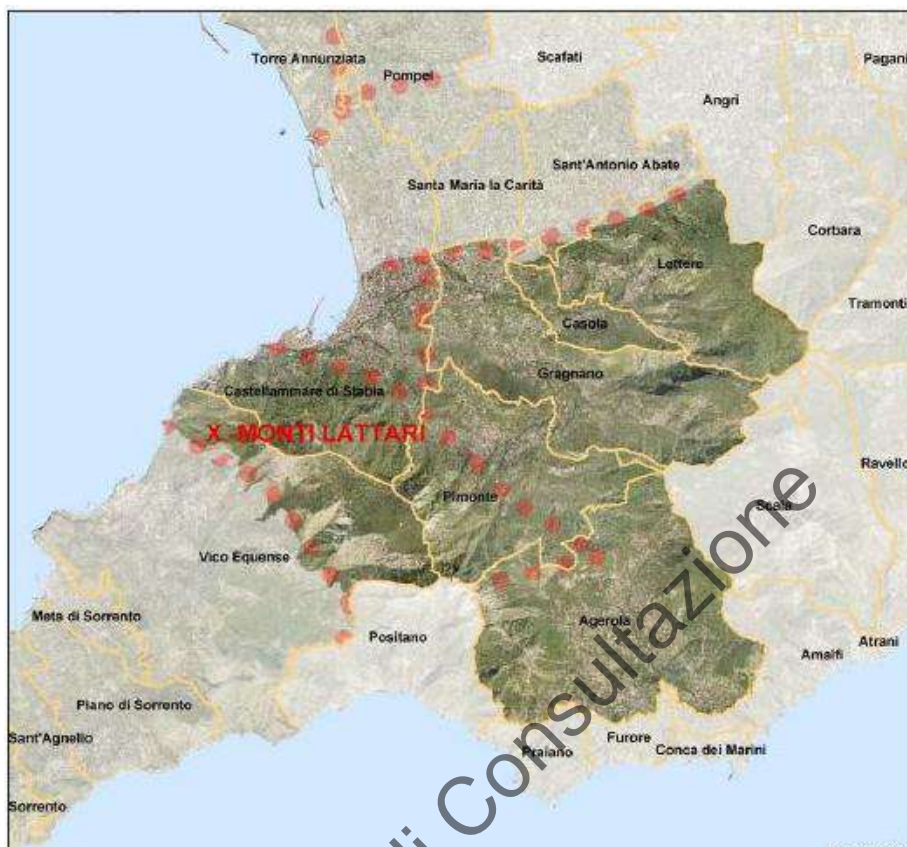 Torre Annunziata
Scafati
Pagani
Pompei
Angri
Sant'Antonio Abate
Santa Maria la Carità
Corbara
Lettere
Tramonti
Casola
Gragnano
Castellammare di Stabia
X MONTI LATTARI
Ravello
Pimonte
Scala
Vico Equense
Meta di Sorrento
Agerola
Positano
Atrani
Amalfi
Piano di Sorrento
Sant'Agnello
Furore
Praiano
Conca dei Marini
Sorrento
di Consultazione